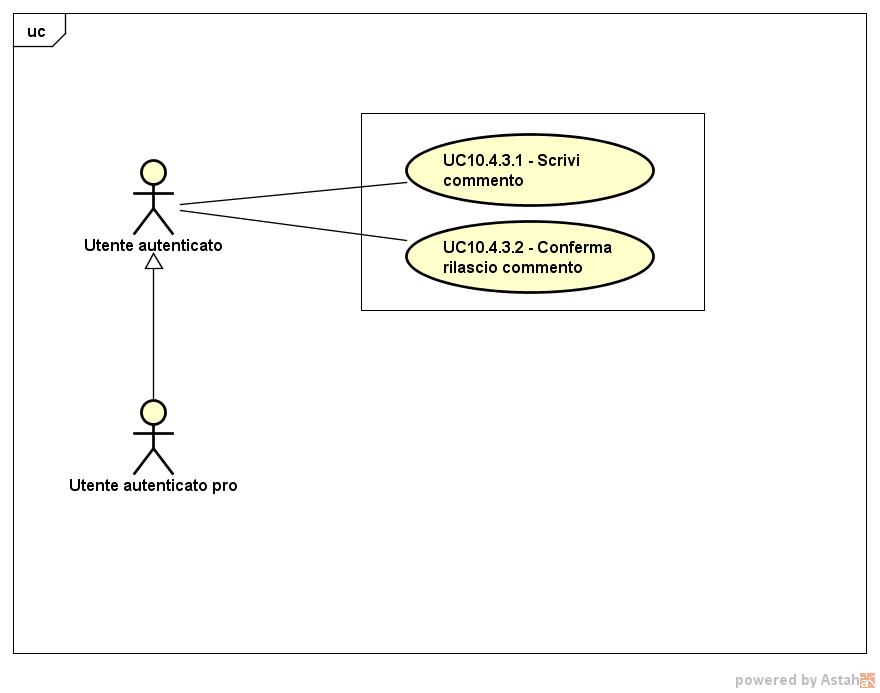 uc
UC10.4.3.1 - Scrivi
commento
Utente autenticato
UC10.4.3.2 - Conferma
rilascio commento
Utente autenticato pro
powered by Astah